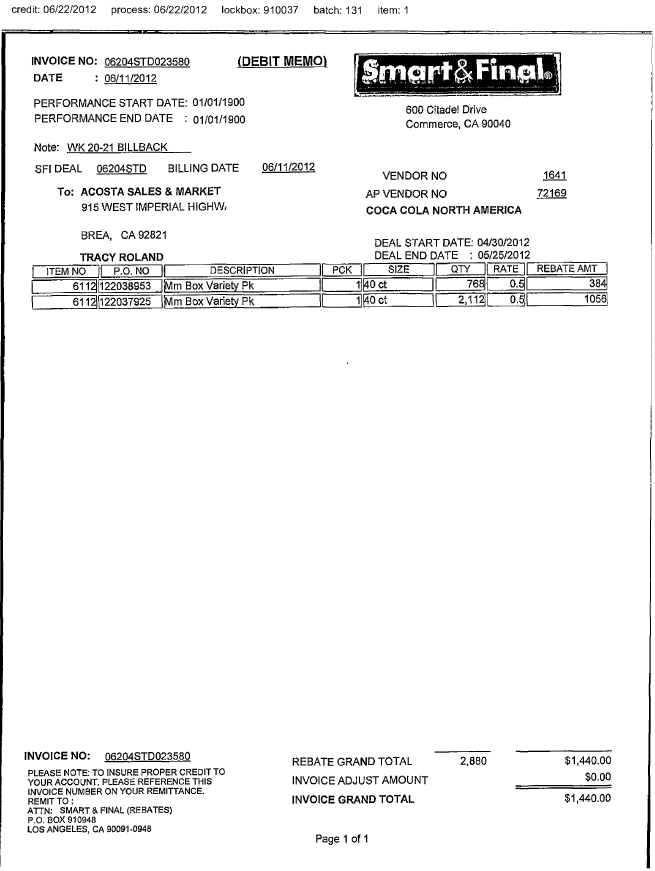 credit: 06/22/2012 process: 06/22/2012 lockbox: 910037 batch: 131 item: 1
INVOICE NO: 06204STD023580 (DEBIT MEMO)
DATE : 06/11/2012
Smart & Final.
PERFORMANCE START DATE: 01/01/1900
PERFORMANCE END DATE : 01/01/1900
600 Citadel Drive
Commerce, CA 90040
Note: WK 20-21 BILLBACK
SFI DEAL 06204STD BILLING DATE 06/11/2012
VENDOR NO 1641
To: ACOSTA SALES & MARKET
AP VENDOR NO 72169
915 WEST IMPERIAL HIGHW
COCA COLA NORTH AMERICA
BREA, CA 92821
DEAL START DATE: 04/30/2012
TRACY ROLAND
DEAL END DATE : 05/25/2012
ITEM NO P.O. NO DESCRIPTION PCK SIZE QTY RATE REBATE AMT
6112 122038953 Mm Box Variety Pk 1 40 ct 768 0.5 384
6112 122037925 Mm Box Variety Pk 1 40 ct 2,112 0.5 1056
INVOICE NO: 06204STD023580
PLEASE NOTE: TO INSURE PROPER CREDIT TO
YOUR ACCOUNT. PLEASE REFERENCE THIS
INVOICE NUMBER ON YOUR REMITTANCE.
REMIT TO :
ATTN: SMART & FINAL (REBATES)
P.O. BOX 910948
LOS ANGELES, CA 90091-0948
REBATE GRAND TOTAL 2,880 $1,440.00
INVOICE ADJUST AMOUNT $0.00
INVOICE GRAND TOTAL $1,440.00
Page 1 of 1